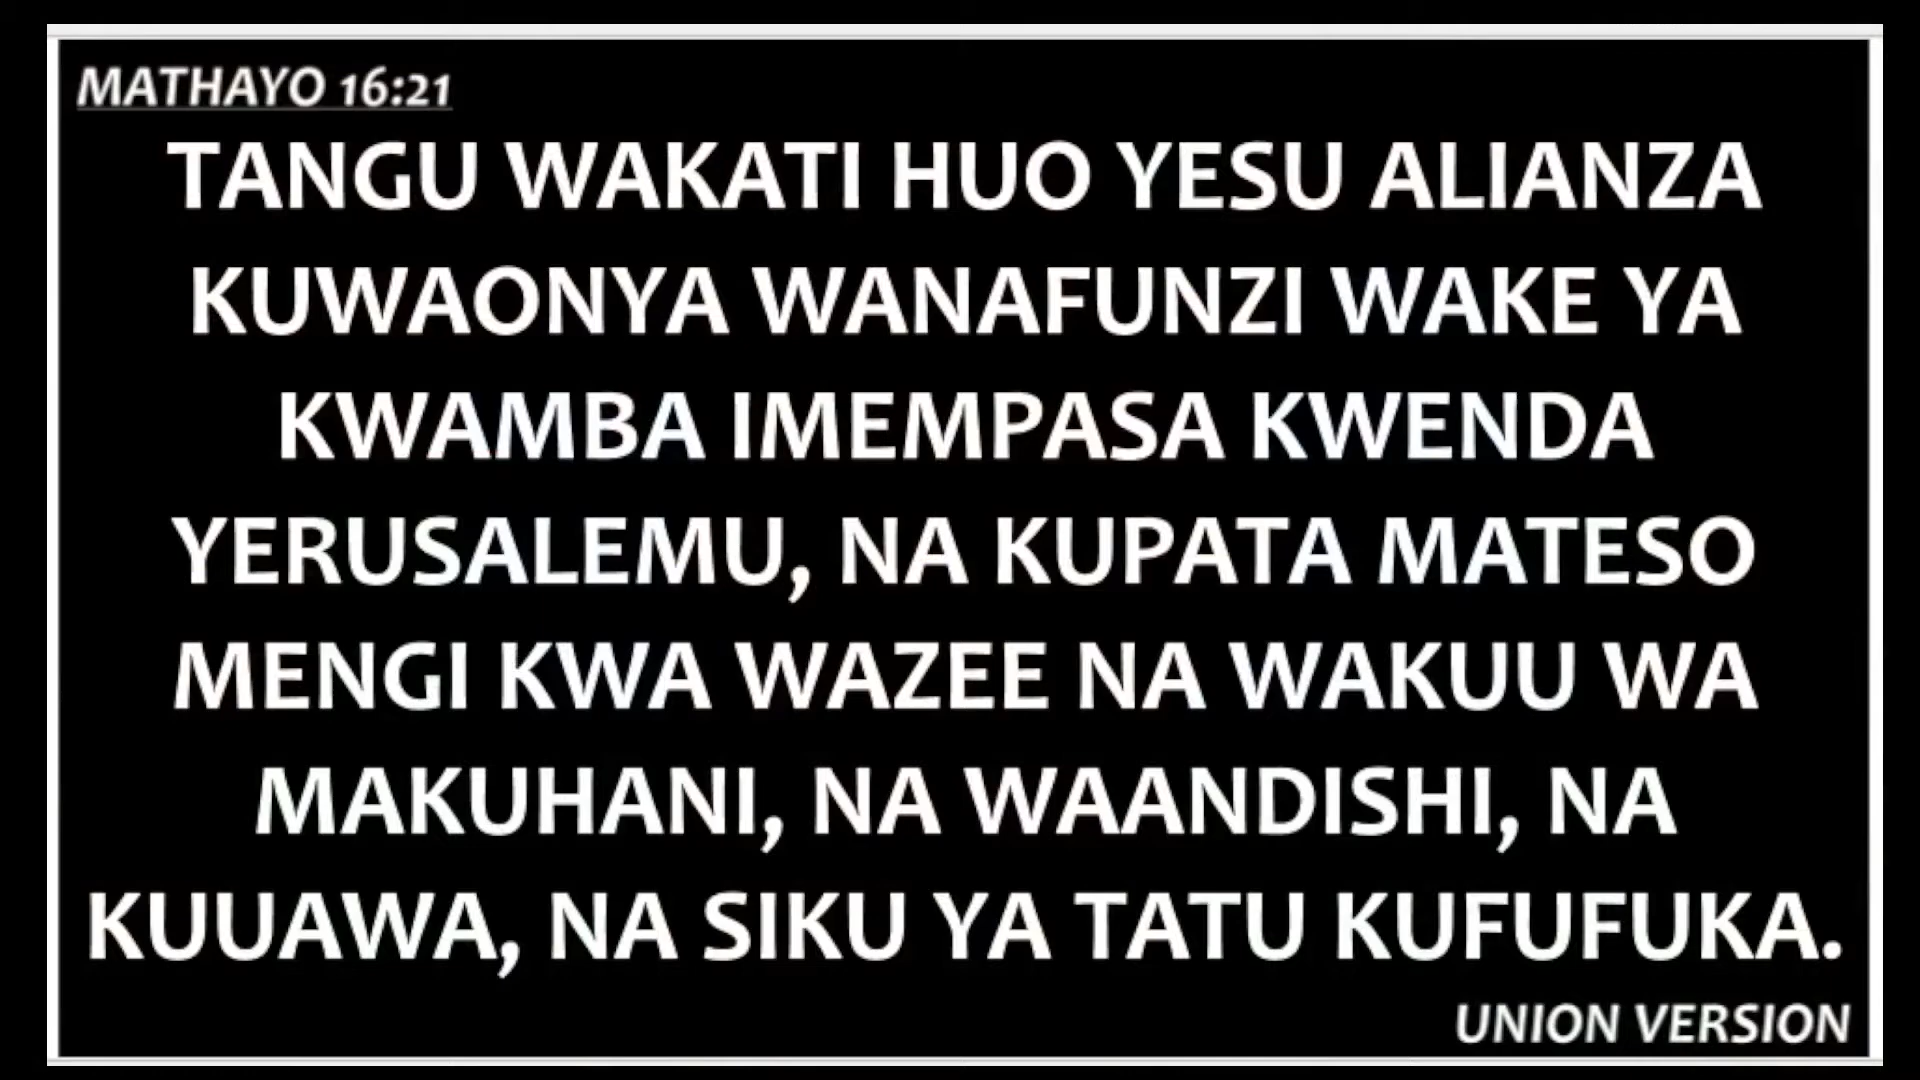 MATHAYO 16:21
TANGU WAKATI HUO YESU ALIANZA
KUWAONYA WANAFUNZI WAKE YA
KWAMBA IMEMPASA KWENDA
YERUSALEMU, NA KUPATA MATESO
MENGI KWA WAZEE NA WAKUU WA
MAKUHANI, NA WAANDISHI, NA
KUUAWA, NA SIKU YA TATU KUFUFUKA.
UNION VERSION